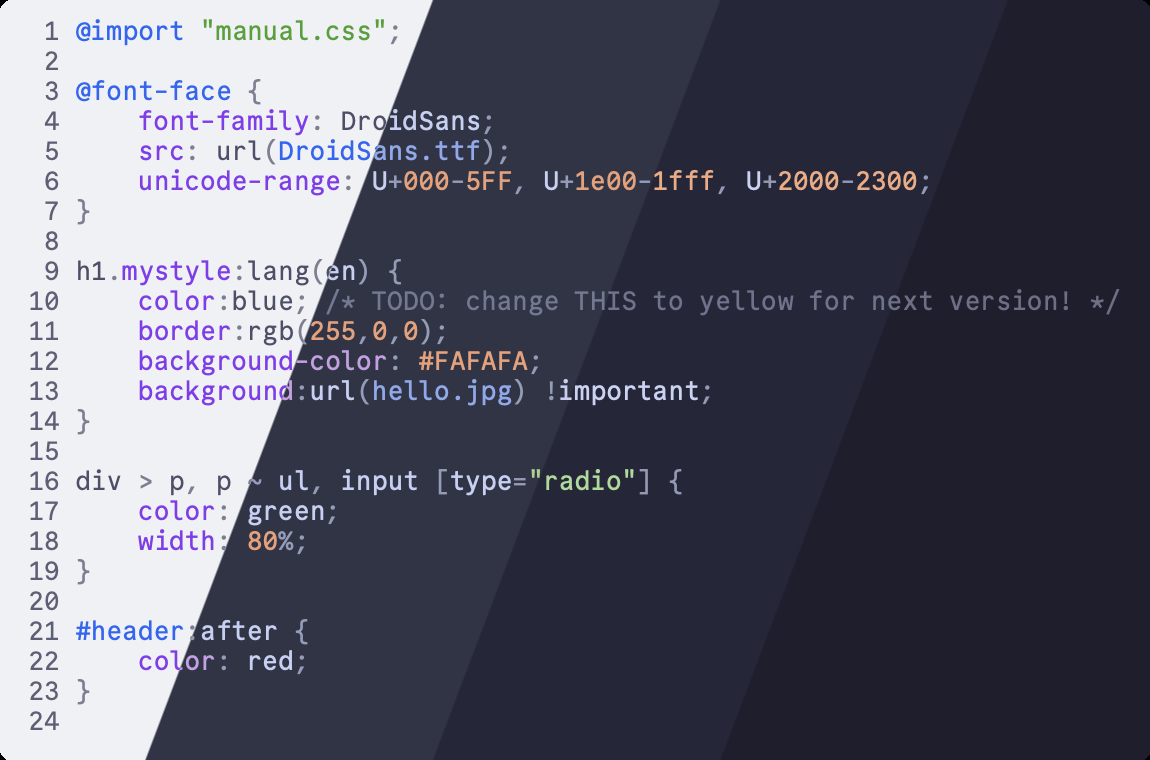 1 @import "manual.css";
2
3 @font-face {
4     font-family: DroidSans;
5     src: url(DroidSans.ttf);
6     unicode-range: U+000-5FF, U+1e00-1fff, U+2000-2300;
7 }
8
9 h1.mystyle:lang(en) {
10     color:blue; /* TODO: change THIS to yellow for next version! */
11     border:rgb(255,0,0);
12     background-color: #FAFAFA;
13     background:url(hello.jpg) !important;
14 }
15
16 div > p, p ~ ul, input [type="radio"] {
17     color: green;
18     width: 80%;
19 }
20
21 #header:after {
22     color: red;
23 }
24